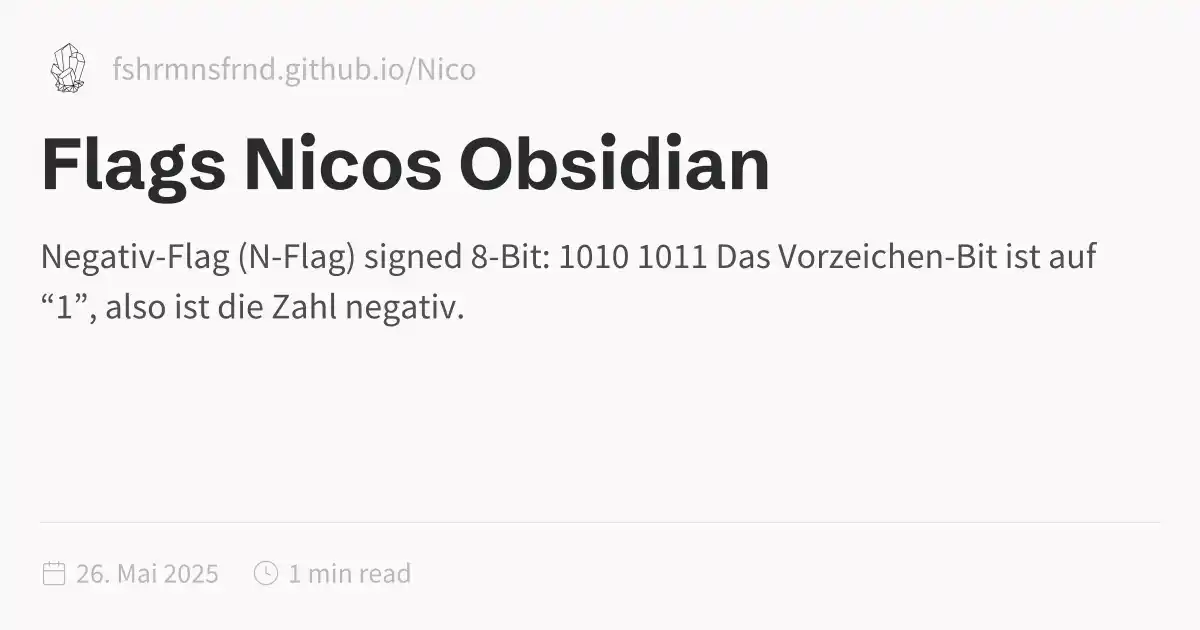 fshrmnsfrnd.github.io/Nico
Flags Nicos Obsidian
Negativ-Flag (N-Flag) signed 8-Bit: 1010 1011 Das Vorzeichen-Bit ist auf
“1”, also ist die Zahl negativ.
26. Mai 2025 1 min read